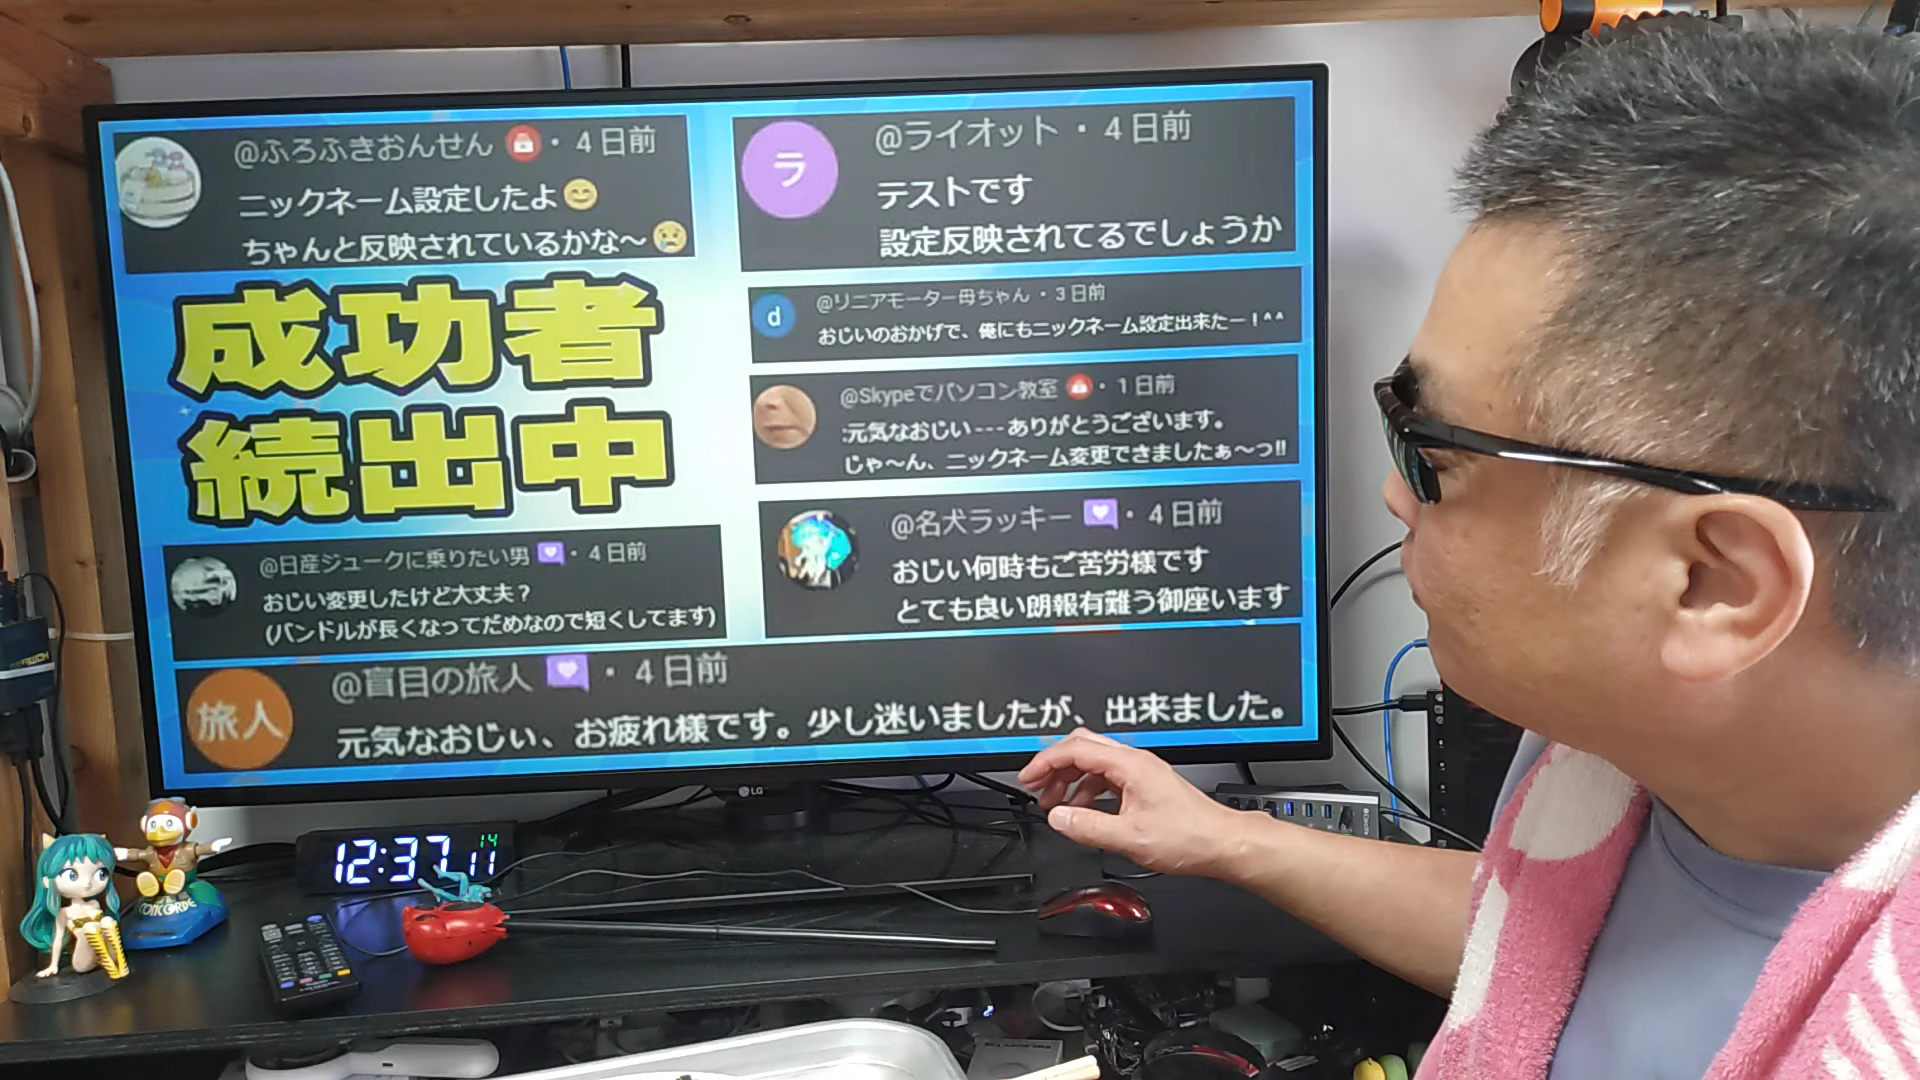 @ふろふきおんせん ・4日前
ニックネーム設定したよ😊
ちゃんと反映されているかな～😢
ラ
@ライオット・4日前
テストです
設定反映されてるでしょうか
成功者
続出中
d
@リニアモーター母ちゃん・3日前
おじいのおかげで、俺にもニックネーム設定出来たー！^^
@Skypeでパソコン教室 ・1日前
:元気なおじい---ありがとうございます。
じゃ～ん、ニックネーム変更できましたぁ～っ!!
@日産ジュークに乗りたい男 ・4日前
おじい変更したけど大丈夫？
(バンドルが長くなってだめなので短くしてます)
@名犬ラッキー ・4日前
おじい何時もご苦労様です
とても良い朗報有難う御座います
旅人
@盲目の旅人 ・4日前
元気なおじぃ、お疲れ様です。少し迷いましたが、出来ました。
LG
12:37
14
11
CONCORDE